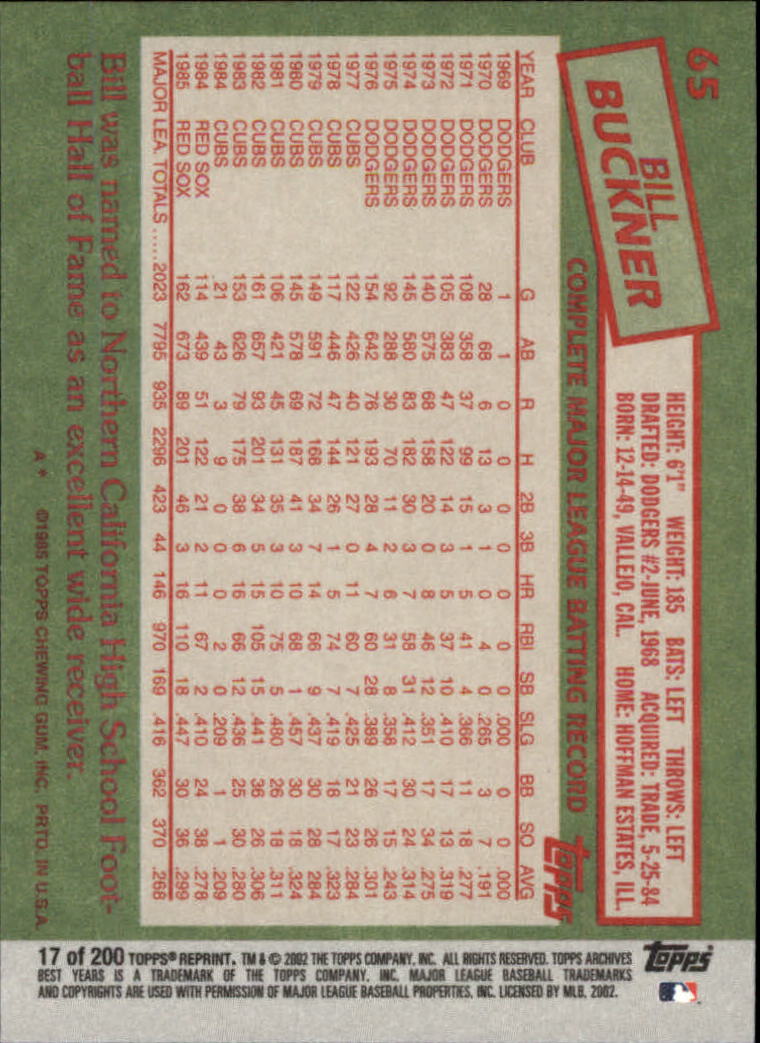 65
BILL
BUCKNER
HEIGHT: 6'1" WEIGHT: 185 BATS: LEFT THROWS: LEFT
DRAFTED: DODGERS #2-JUNE, 1968 ACQUIRED: TRADE, 5-25-84
BORN: 12-14-49, VALLEJO, CAL. HOME: HOFFMAN ESTATES, ILL.
COMPLETE MAJOR LEAGUE BATTING RECORD topps
YEAR CLUB G AB R H 2B 3B HR RBI SB SLG BB SO AVG
1969 DODGERS 1 1 0 0 0 0 0 0 0 .000 0 0 .000
1970 DODGERS 28 68 6 13 3 1 0 4 0 .265 3 7 .191
1971 DODGERS 108 358 37 99 15 1 5 41 4 .366 11 18 .277
1972 DODGERS 105 383 47 122 14 3 5 37 10 .410 17 13 .319
1973 DODGERS 140 575 68 158 20 0 8 46 12 .351 17 34 .275
1974 DODGERS 145 580 83 182 30 3 7 58 31 .412 30 24 .314
1975 DODGERS 92 288 30 70 11 2 6 31 8 .358 17 15 .243
1976 DODGERS 154 642 76 193 28 4 7 60 28 .389 26 26 .301
1977 CUBS 122 426 40 121 27 0 11 60 7 .425 21 23 .284
1978 CUBS 117 446 47 144 26 1 5 74 7 .419 18 17 .323
1979 CUBS 149 591 72 168 34 7 14 66 9 .437 30 28 .284
1980 CUBS 145 578 69 187 41 3 10 68 1 .457 30 18 .324
1981 CUBS 106 421 45 131 35 3 10 75 5 .480 26 18 .311
1982 CUBS 161 657 93 201 34 5 15 105 15 .441 36 26 .306
1983 CUBS 153 626 79 175 38 6 16 66 12 .436 25 30 .280
1984 CUBS 21 43 3 9 0 0 0 2 0 .209 1 1 .209
1984 RED SOX 114 439 51 122 21 2 11 67 2 .410 24 38 .278
1985 RED SOX 162 673 89 201 46 3 16 110 18 .447 30 36 .299
MAJOR LEA. TOTALS ..... 2023 7795 935 2296 423 44 146 970 169 .416 362 370 .268
Bill was named to Northern California High School Foot-
ball Hall of Fame as an excellent wide receiver.
A* ©1985 TOPPS CHEWING GUM, INC. PRTD. IN U.S.A.
17 of 200 TOPPS® REPRINT. TM & © 2002 THE TOPPS COMPANY, INC. ALL RIGHTS RESERVED. TOPPS ARCHIVES
BEST YEARS IS A TRADEMARK OF THE TOPPS COMPANY, INC. MAJOR LEAGUE BASEBALL TRADEMARKS
AND COPYRIGHTS ARE USED WITH PERMISSION OF MAJOR LEAGUE BASEBALL PROPERTIES, INC. LICENSED BY MLB, 2002.
topps